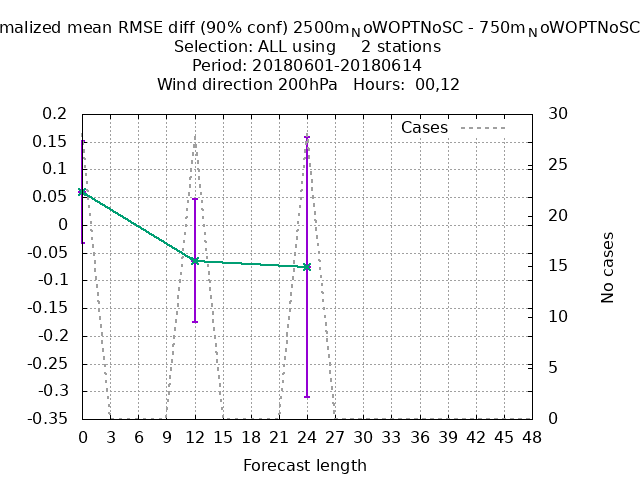 malized mean RMSE diff (90% conf) 2500mNoWOPTNoSC - 750mNoWOPTNoSC
Selection: ALL using 2 stations
Period: 20180601-20180614
Wind direction 200hPa Hours: 00,12
Cases
0.2
0.15
0.1
0.05
0
-0.05
-0.1
-0.15
-0.2
-0.25
-0.3
-0.35
30
25
20
15
10
5
0
No cases
0 3 6 9 12 15 18 21 24 27 30 33 36 39 42 45 48
Forecast length